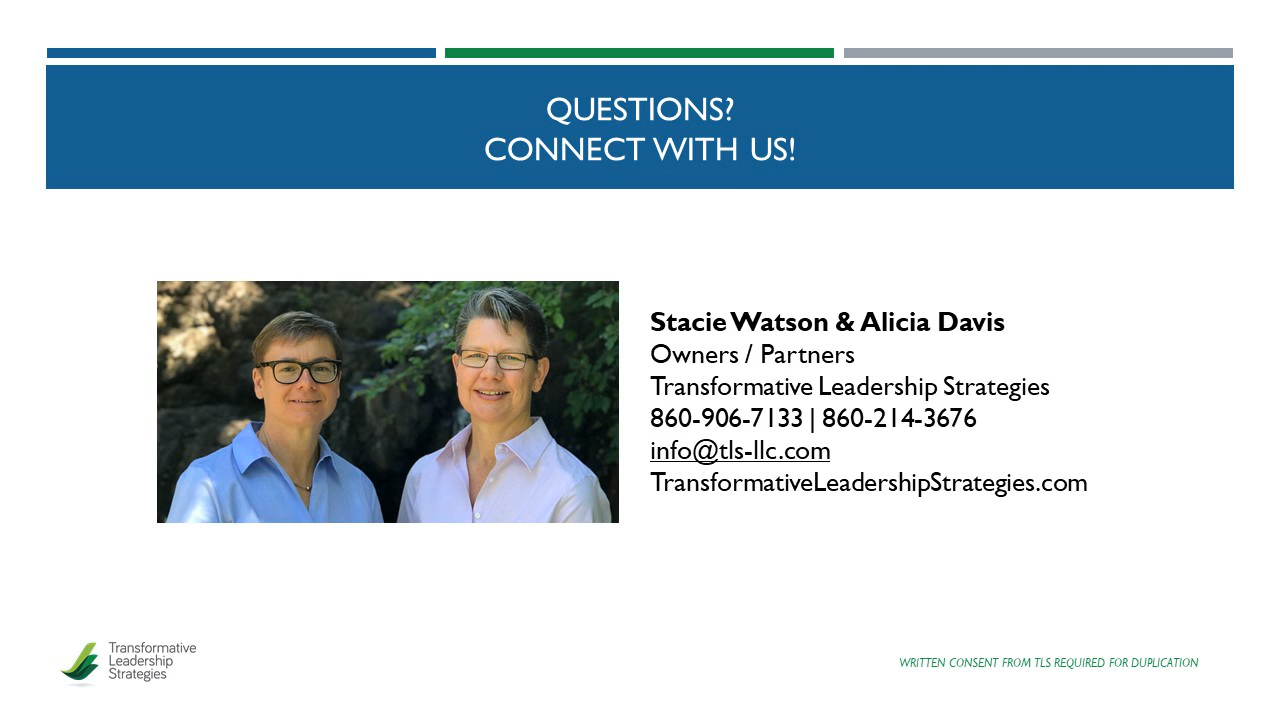 QUESTIONS?
CONNECT WITH US!
Stacie Watson & Alicia Davis
Owners / Partners
Transformative Leadership Strategies
860-906-7133 | 860-214-3676
info@tls-llc.com
TransformativeLeadershipStrategies.com
Transformative
Leadership
Strategies
WRITTEN CONSENT FROM TLS REQUIRED FOR DUPLICATION